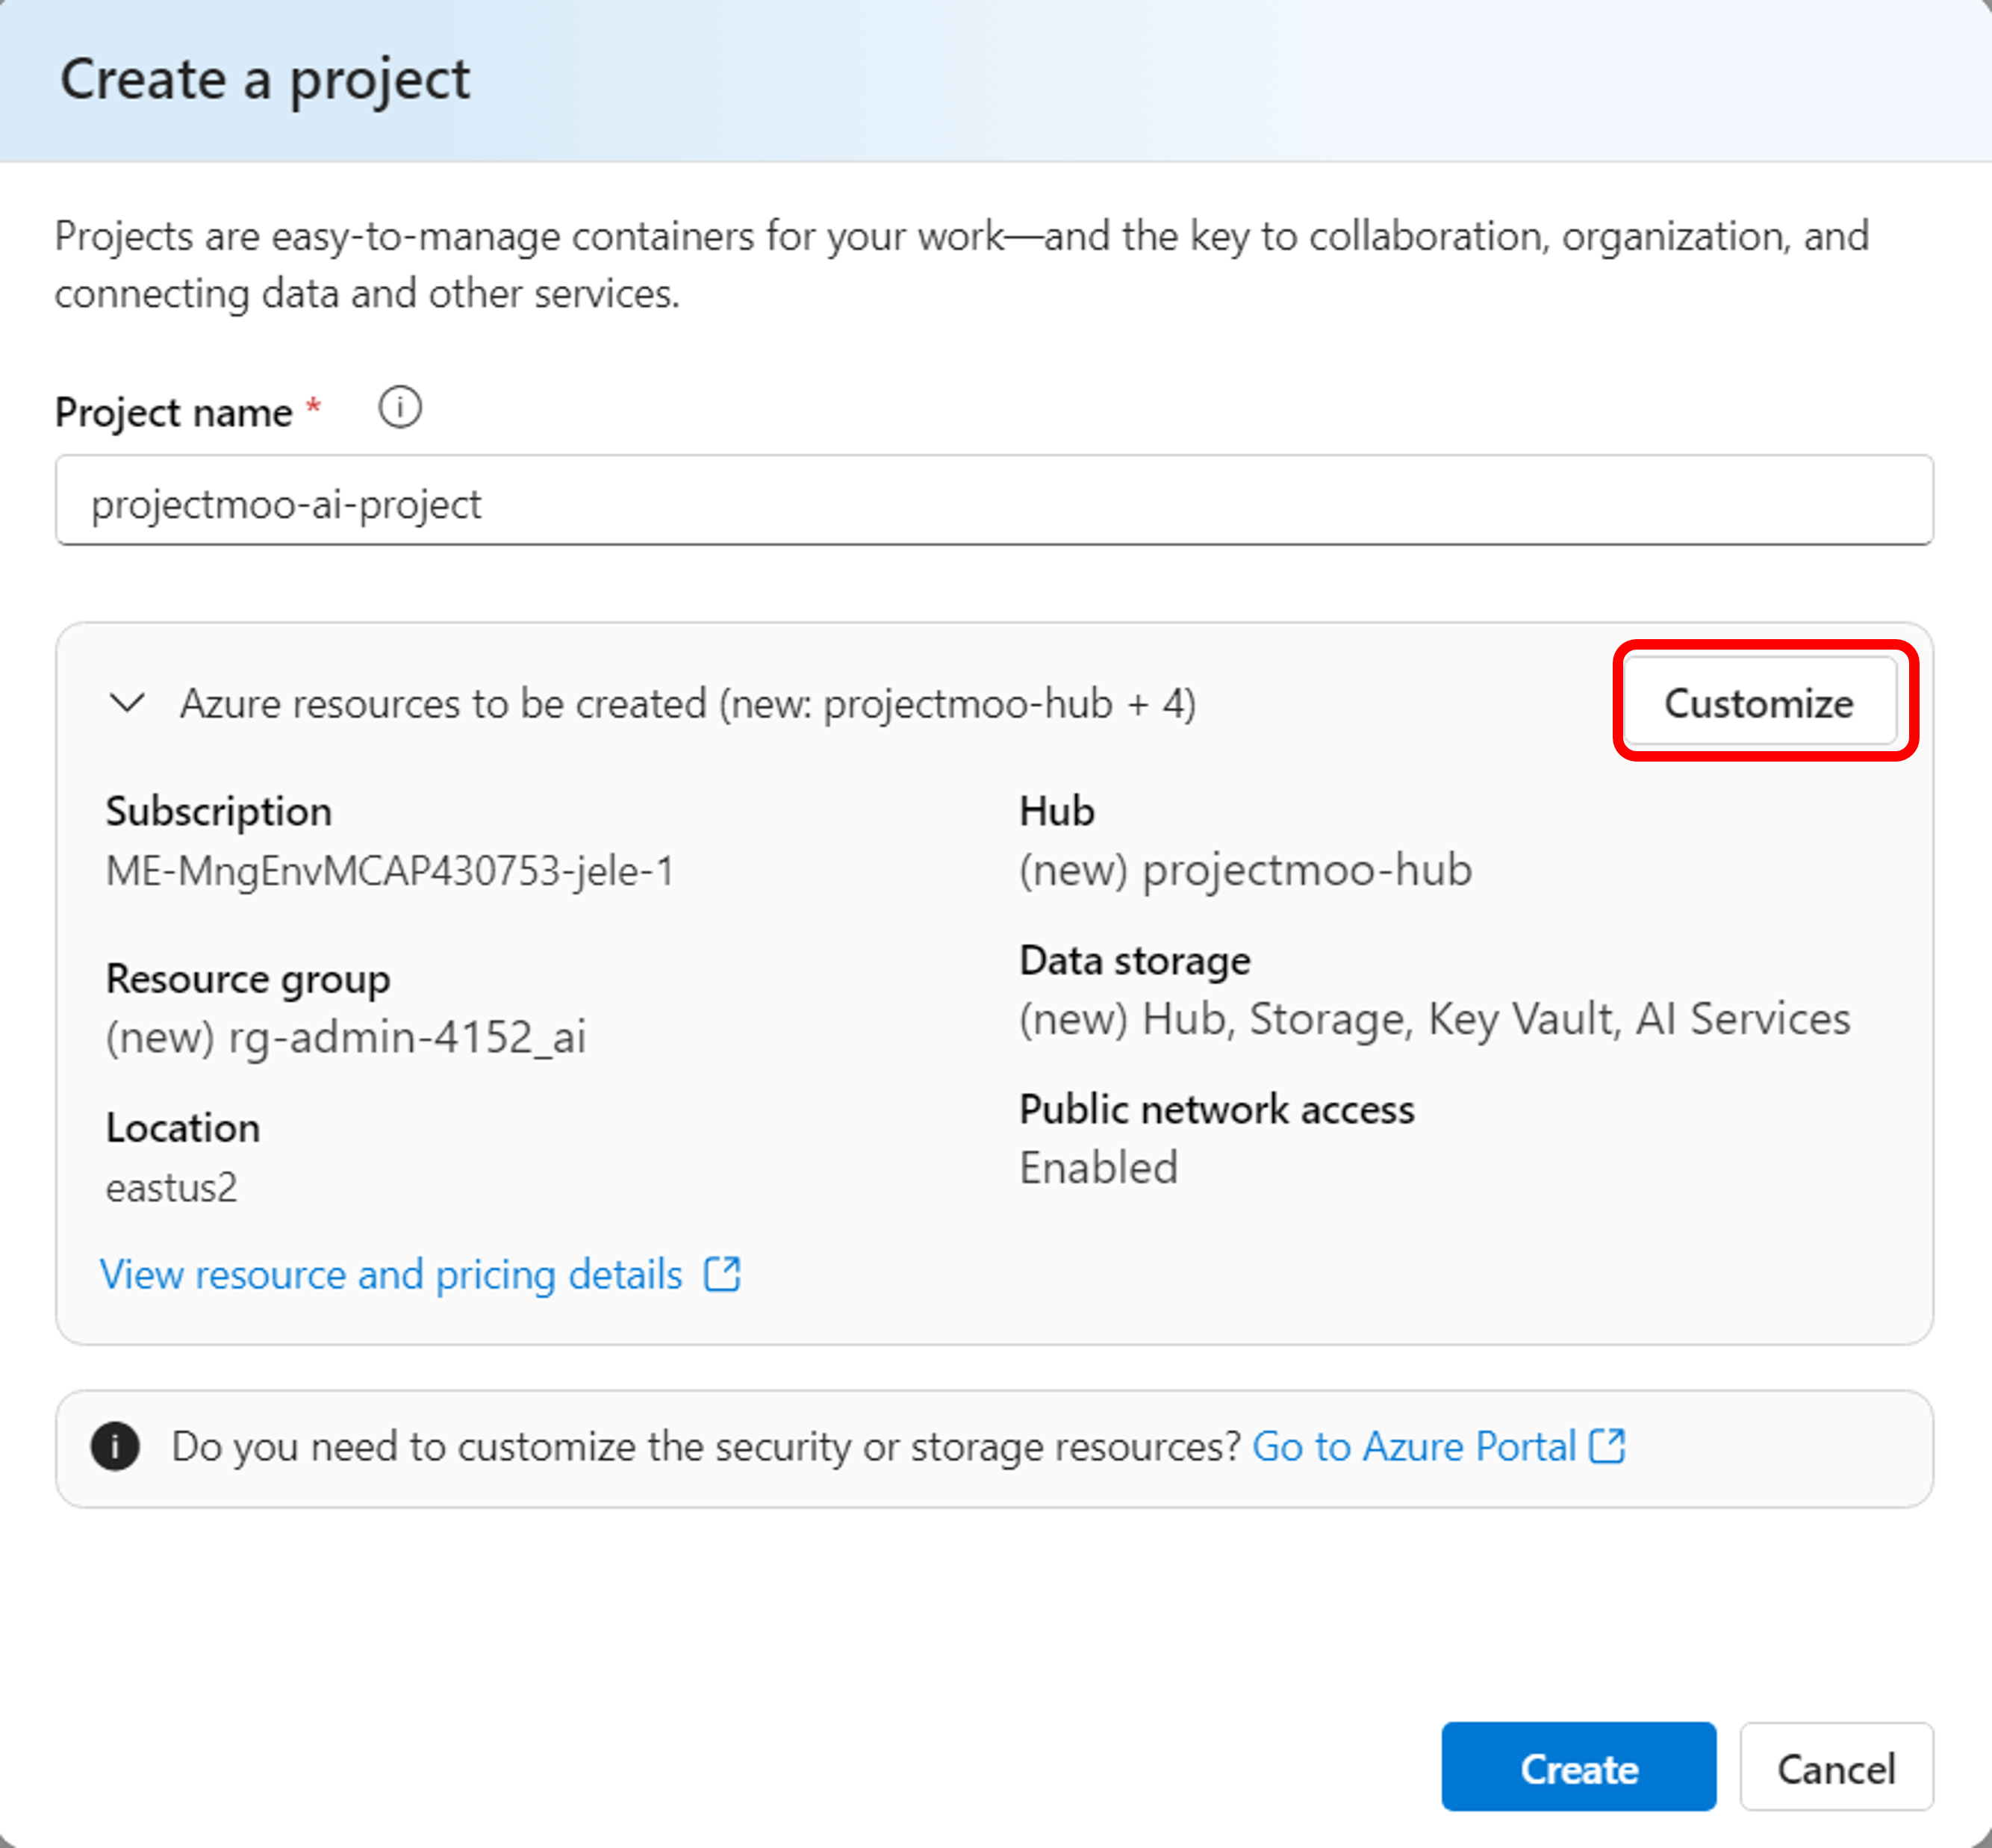 Create a project
Projects are easy-to-manage containers for your work—and the key to collaboration, organization, and
connecting data and other services.
Project name *
projectmoo-ai-project
Azure resources to be created (new: projectmoo-hub + 4)
Customize
Subscription
ME-MngEnvMCAP430753-jele-1
Resource group
(new) rg-admin-4152_ai
Location
eastus2
View resource and pricing details
Hub
(new) projectmoo-hub
Data storage
(new) Hub, Storage, Key Vault, AI Services
Public network access
Enabled
Do you need to customize the security or storage resources? Go to Azure Portal
Create
Cancel